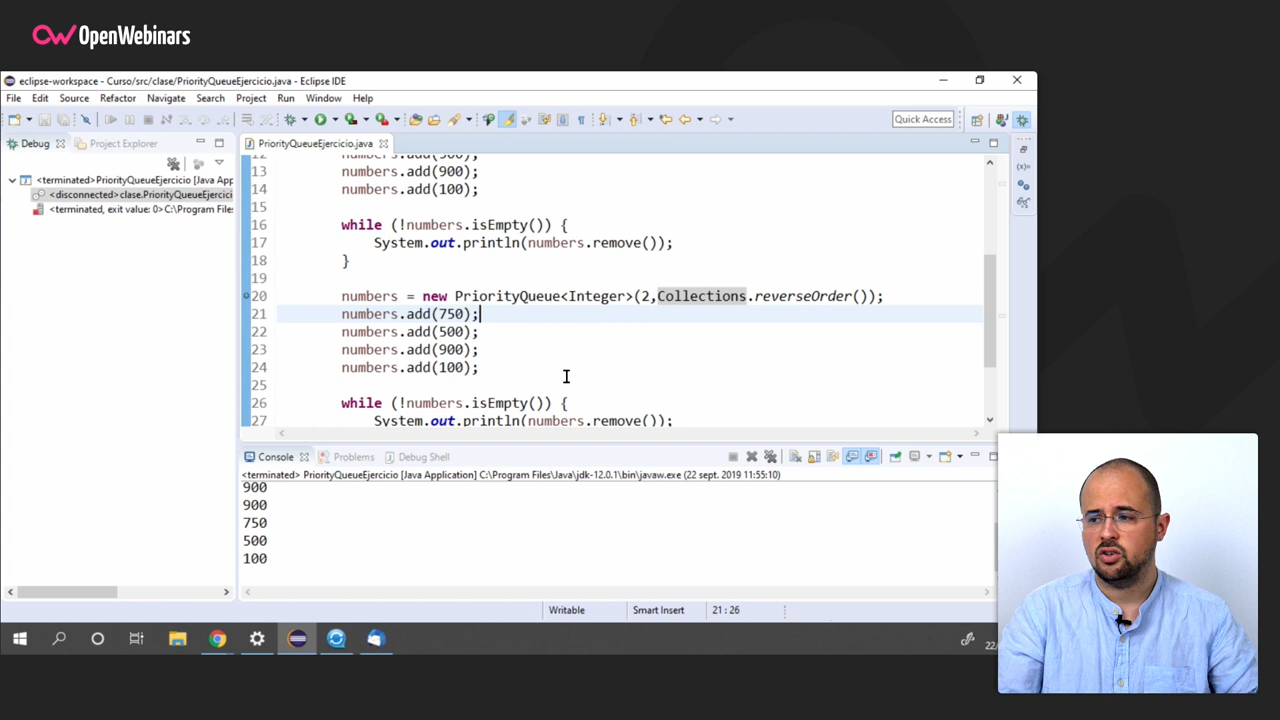 OpenWebinars
eclipse-workspace - Curso/src/clase/PriorityQueueEjercicio.java - Eclipse IDE
File Edit Source Refactor Navigate Search Project Run Window Help
Quick Access
Debug Project Explorer
PriorityQueueEjercicio.java
<terminated>PriorityQueueEjercicio [Java App
<disconnected>clase.PriorityQueueEjercici
<terminated, exit value: 0>C:\Program Files
12 numbers.add(500);
13 numbers.add(900);
14 numbers.add(100);
15
16 while (!numbers.isEmpty()) {
17 System.out.println(numbers.remove());
18 }
19
20 numbers = new PriorityQueue<Integer>(2,Collections.reverseOrder());
21 numbers.add(750);
22 numbers.add(500);
23 numbers.add(900);
24 numbers.add(100);
25
26 while (!numbers.isEmpty()) {
27 System.out.println(numbers.remove());
Console Problems Debug Shell
<terminated> PriorityQueueEjercicio [Java Application] C:\Program Files\Java\jdk-12.0.1\bin\javaw.exe (22 sept. 2019 11:55:10)
900
900
750
500
100
Writable Smart Insert 21 : 26
22/